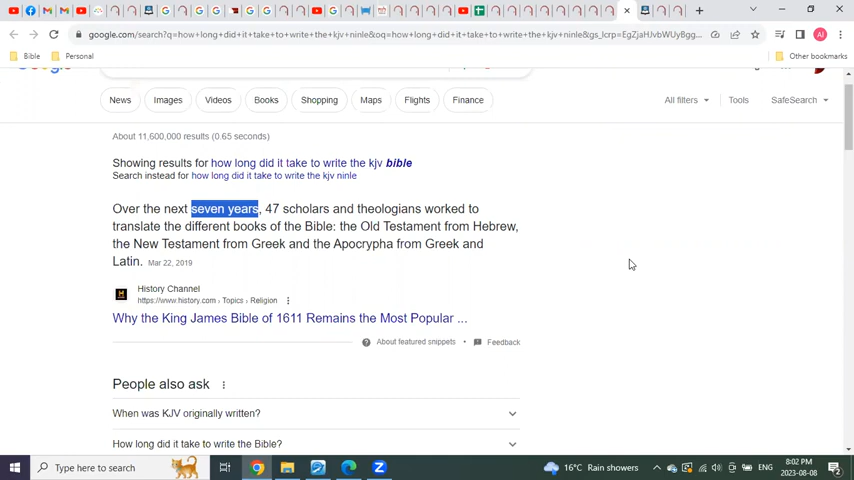 google.com/search?q=how+long+did+it+take+to+write+the+kjv+ninle&oq=how+long+did+it+take+to+write+the+kjv+ninle&gs_lcrp=EgZjaHJvbWUyBgg...
AI
Bible
Personal
Other bookmarks
News
Images
Videos
Books
Shopping
Maps
Flights
Finance
All filters
Tools
SafeSearch
About 11,600,000 results (0.65 seconds)
Showing results for how long did it take to write the kjv bible
Search instead for how long did it take to write the kjv ninle
Over the next seven years, 47 scholars and theologians worked to
translate the different books of the Bible: the Old Testament from Hebrew,
the New Testament from Greek and the Apocrypha from Greek and
Latin. Mar 22, 2019
History Channel
https://www.history.com › Topics › Religion
Why the King James Bible of 1611 Remains the Most Popular ...
About featured snippets
Feedback
People also ask
When was KJV originally written?
How long did it take to write the Bible?
Type here to search
16°C Rain showers
ENG
8:02 PM
2023-08-08
2